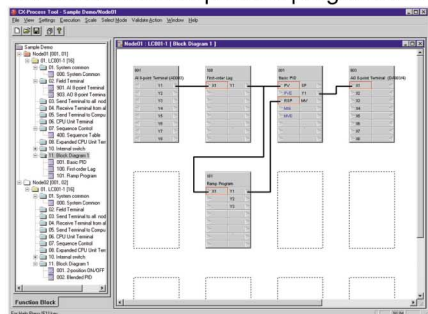 CX-Process Tool - Sample Demo/Node01
File View Settings Execution Scale Select Mode Validate Action Window Help
Sample Demo
Node01 [001, 01]
01. LC001-1 [16]
01. System common
000. System Common
02. Field Terminal
901. AI 8-point Terminal
903. AO 8-point Terminal
03. Send Terminal to all nod
04. Receive Terminal from al
05. Send Terminal to Compu
06. CPU Unit Terminal
07. Sequence Control
400. Sequence Table
08. Expanded CPU Unit Ter
10. Internal switch
11. Block Diagram 1
001. Basic PID
100. First-order Lag
101. Ramp Program
Node02 [001, 02]
01. LC001-1 [16]
01. System common
000. System Common
02. Field Terminal
03. Send Terminal to all nod
04. Receive Terminal from al
05. Send Terminal to Compu
06. CPU Unit Terminal
07. Sequence Control
08. Expanded CPU Unit Ter
10. Internal switch
11. Block Diagram 1
001. 2-position ON/OFF
002. Blended PID
Function Block
Node01 : LC001-1 [ Block Diagram 1 ]
901
AI 8-point Terminal
Y1
Y2
Y3
Y4
Y5
Y6
Y7
Y8
100
First-order Lag
X1 Y1
001
Basic PID
PV SP
PVE Y1
RSP MV
903
AO 8-point Terminal
X1
X2
X3
X4
X5
X6
X7
X8
101
Ramp Program
X1 Y1
Y2
Y3